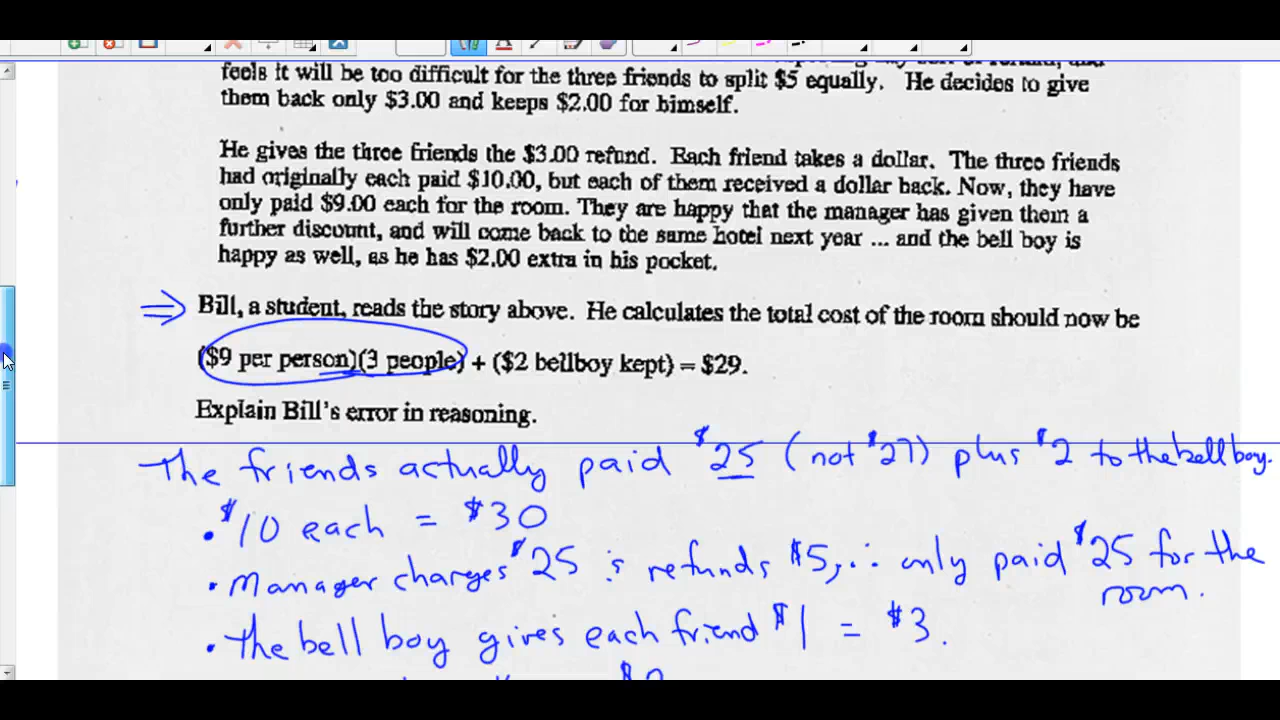 feels it will be too difficult for the three friends to split $5 equally. He decides to give
them back only $3.00 and keeps $2.00 for himself.
He gives the three friends the $3.00 refund. Each friend takes a dollar. The three friends
had originally each paid $10.00, but each of them received a dollar back. Now, they have
only paid $9.00 each for the room. They are happy that the manager has given them a
further discount, and will come back to the same hotel next year ... and the bell boy is
happy as well, as he has $2.00 extra in his pocket.
⇒ Bill, a student, reads the story above. He calculates the total cost of the room should now be
($9 per person)(3 people) + ($2 bellboy kept) = $29.
Explain Bill's error in reasoning.
The friends actually paid $25 (not $27) plus $2 to the bell boy.
• $10 each = $30
• Manager charges $25 ∴ refunds $5, ∴ only paid $25 for the
room.
• The bell boy gives each friend $1 = $3.